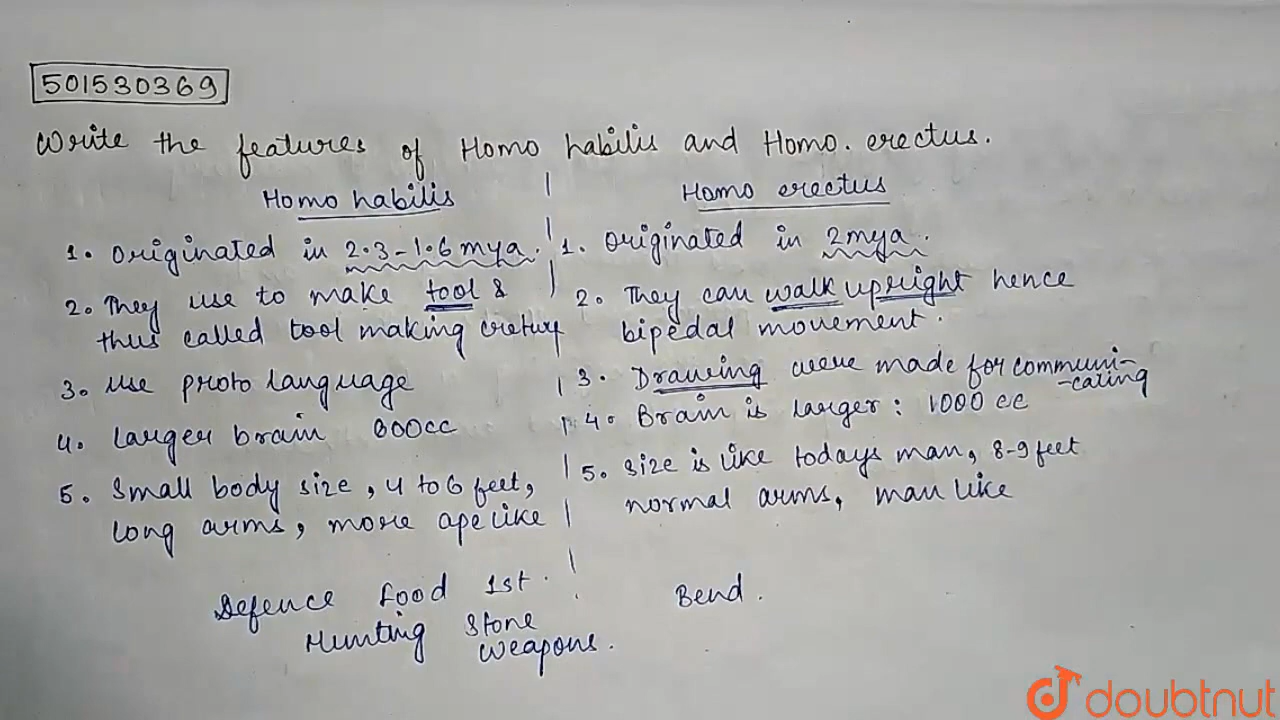 501530369
Write the features of Homo habilis and Homo. erectus.
Homo habilis
1. Originated in 2.3-1.6 mya.
2. They use to make tool &
thus called tool making creture
3. use proto language
4. Larger brain 800cc
5. Small body size, 4 to 6 feet,
long arms, more apelike
Homo erectus
1. Originated in 2mya.
2. They can walk upright hence
bipedal movement.
3. Drawing were made for communi-
-cating
4. Brain is larger: 1000 cc
5. Size is like todays man, 8-9 feet
normal arms, man like
Defence Food 1st.
Hunting Stone
Weapons.
Bend.
doubtnut